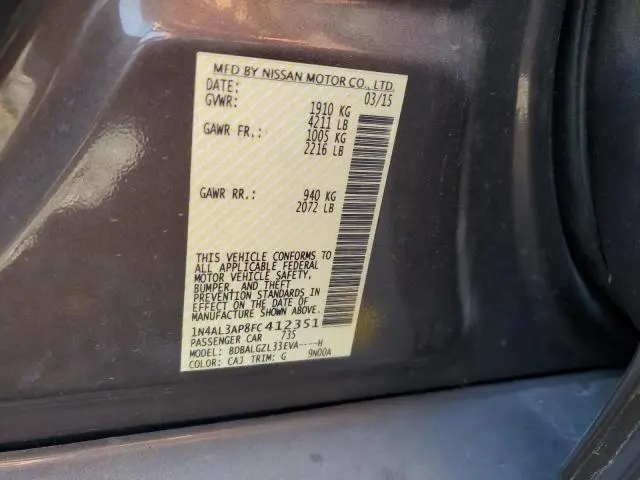 MFD BY NISSAN MOTOR CO., LTD.
DATE: 03/15
GVWR: 1910 KG
4211 LB
GAWR FR.: 1005 KG
2216 LB
GAWR RR.: 940 KG
2072 LB
THIS VEHICLE CONFORMS TO
ALL APPLICABLE FEDERAL
MOTOR VEHICLE SAFETY,
BUMPER, AND THEFT
PREVENTION STANDARDS IN
EFFECT ON THE DATE OF
MANUFACTURE SHOWN ABOVE.
1N4AL3AP8FC412351
PASSENGER CAR 735
MODEL: BDBALGZL33EVA----H
COLOR: CAJ TRIM: G 9N00A